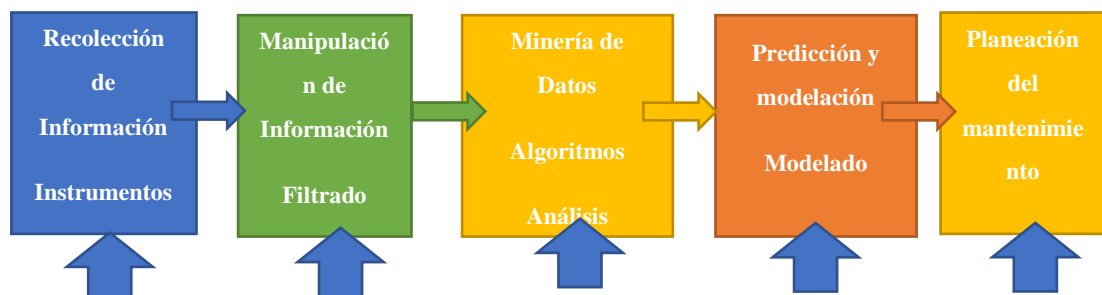 Recolección
de
Información
Instrumentos
Manipulació
n de
Información
Filtrado
Minería de
Datos
Algoritmos
Análisis
Predicción y
modelación
Modelado
Planeación
del
mantenimie
nto